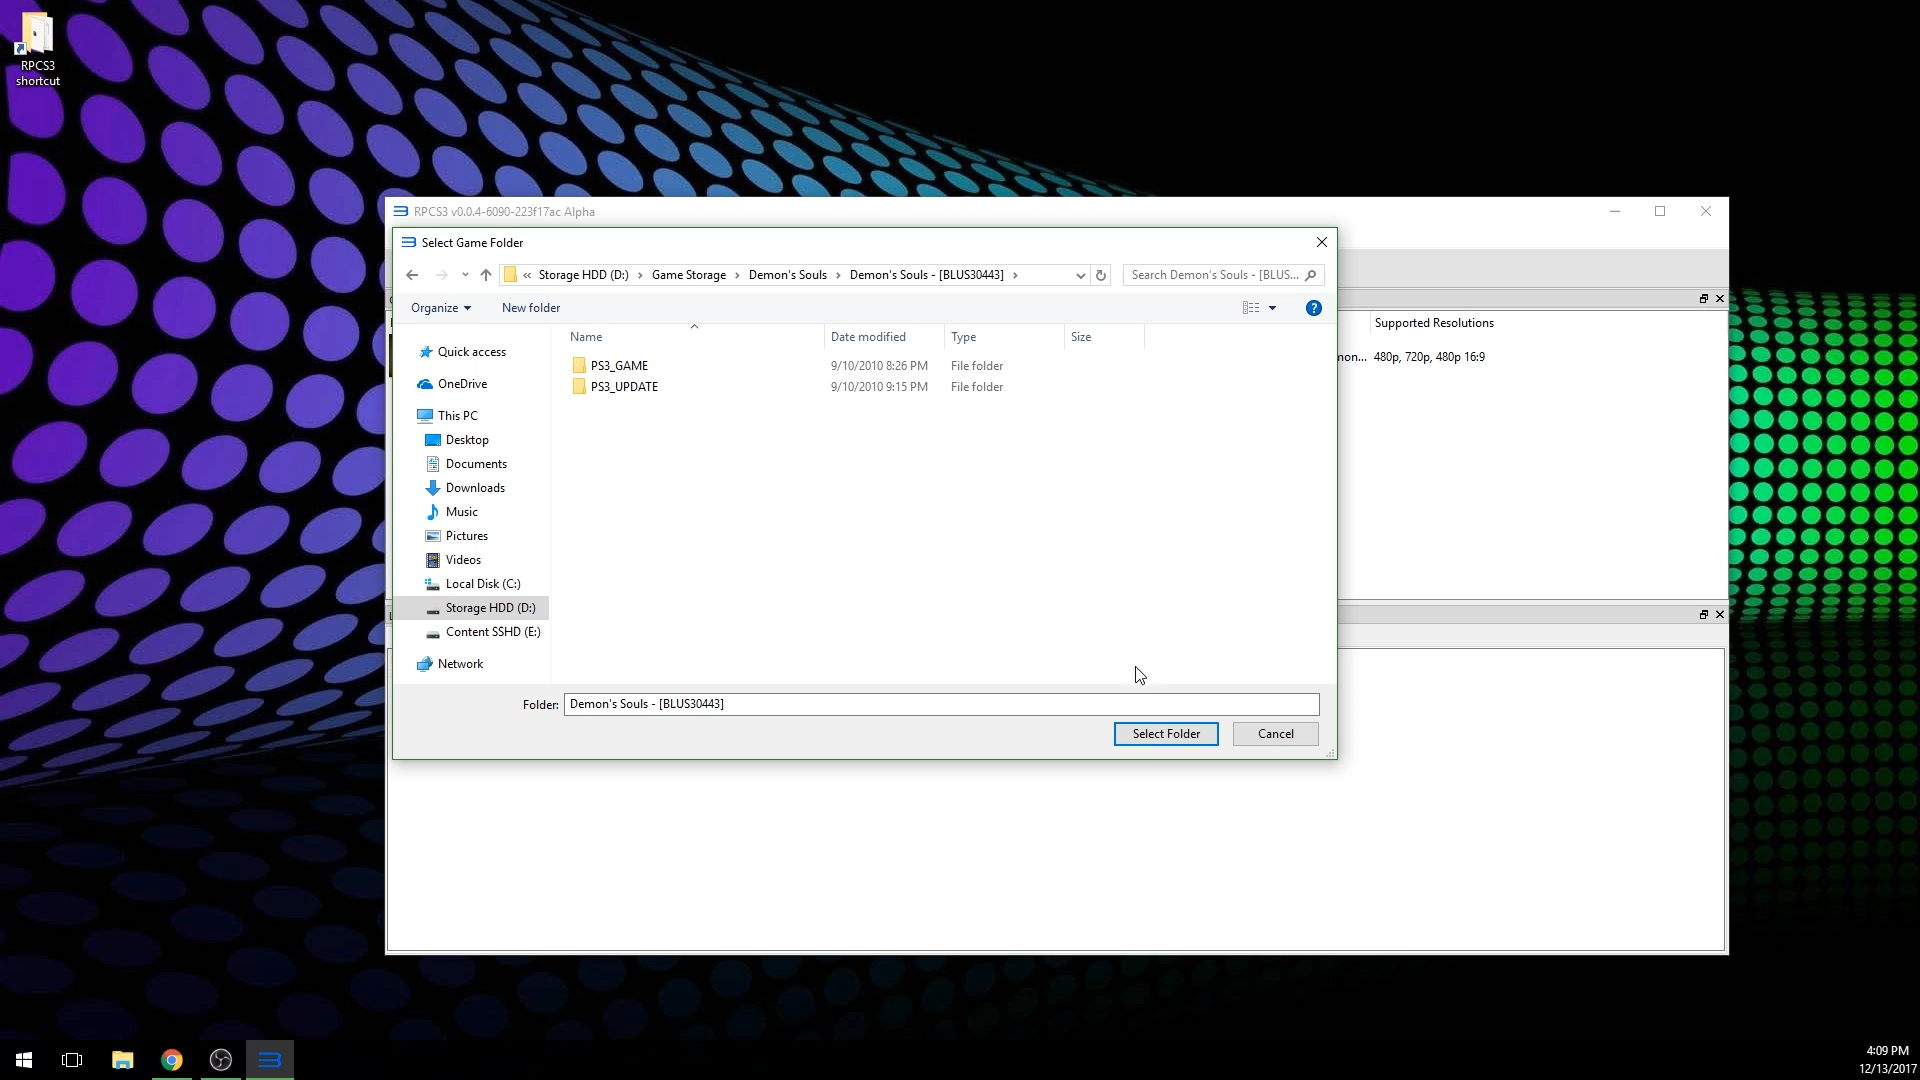 RPCS3
shortcut
RPCS3 v0.0.4-6090-223f17ac Alpha
Select Game Folder
« Storage HDD (D:) › Game Storage › Demon's Souls › Demon's Souls - [BLUS30443] ›
Search Demon's Souls - [BLUS...
Organize
New folder
Name
Date modified
Type
Size
Supported Resolutions
PS3_GAME
9/10/2010 8:26 PM
File folder
PS3_UPDATE
9/10/2010 9:15 PM
File folder
mon... 480p, 720p, 480p 16:9
Quick access
OneDrive
This PC
Desktop
Documents
Downloads
Music
Pictures
Videos
Local Disk (C:)
Storage HDD (D:)
Content SSHD (E:)
Network
Folder: Demon's Souls - [BLUS30443]
Select Folder
Cancel
4:09 PM
12/13/2017